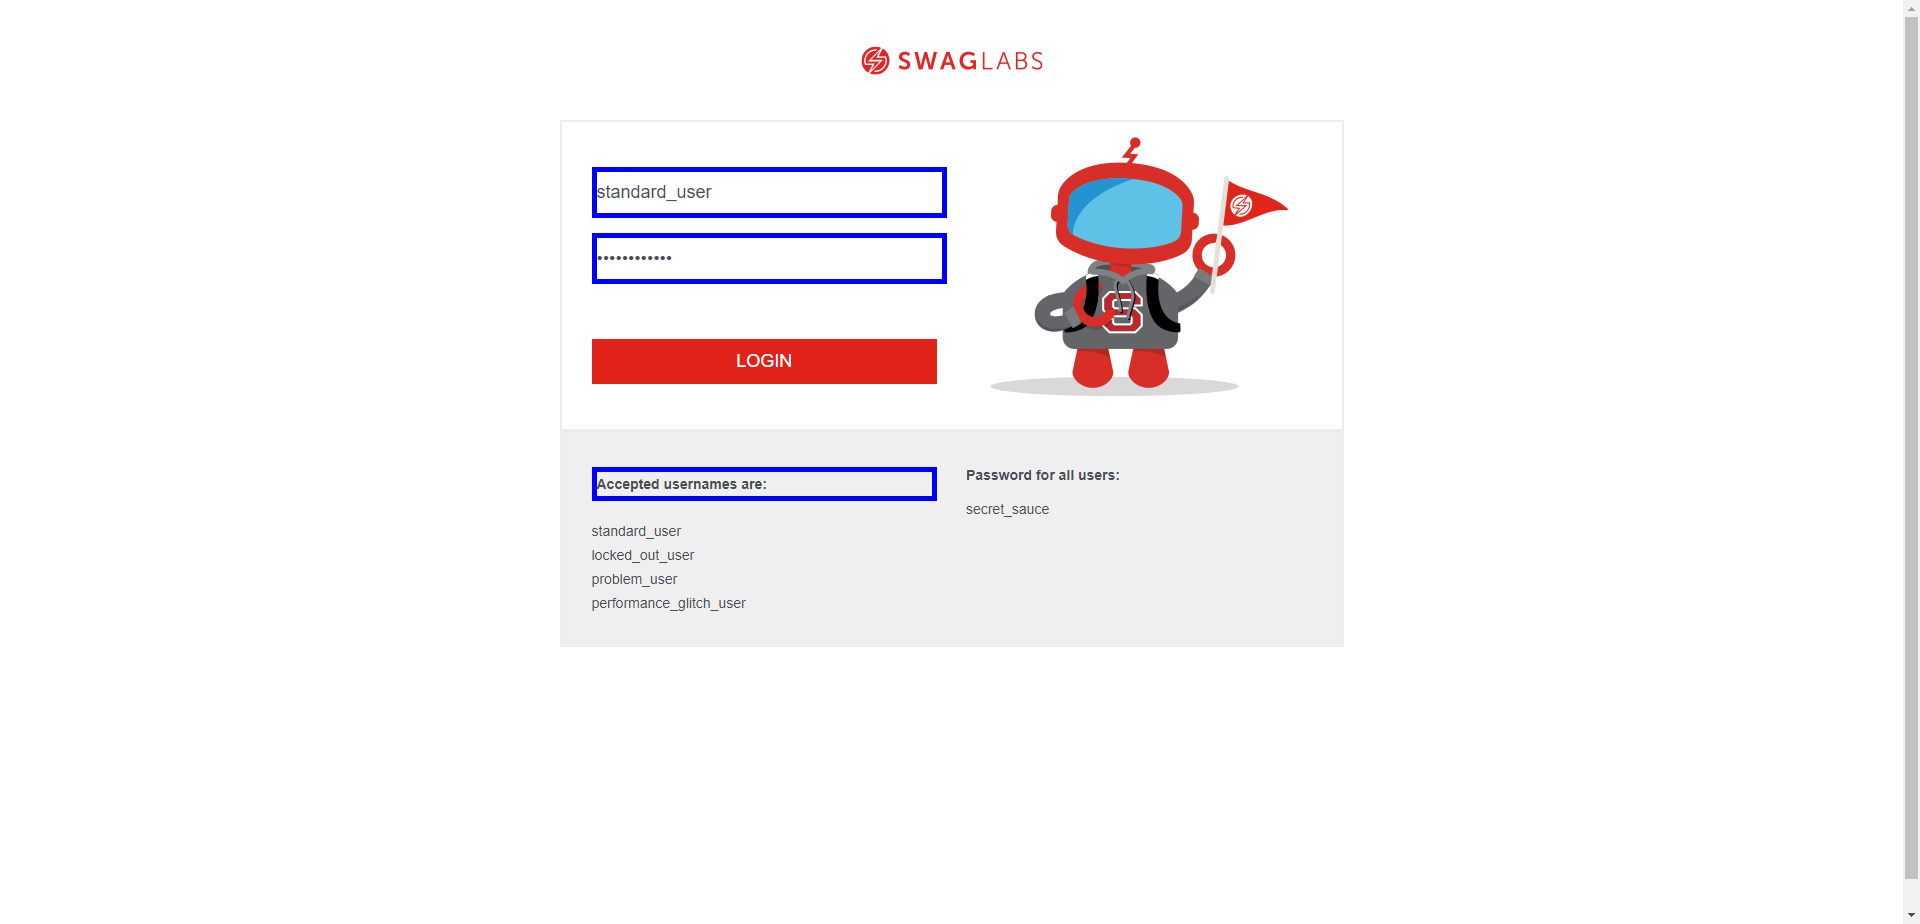 SWAGLABS
standard_user
••••••••••••
LOGIN
Accepted usernames are:
standard_user
locked_out_user
problem_user
performance_glitch_user
Password for all users:
secret_sauce
S